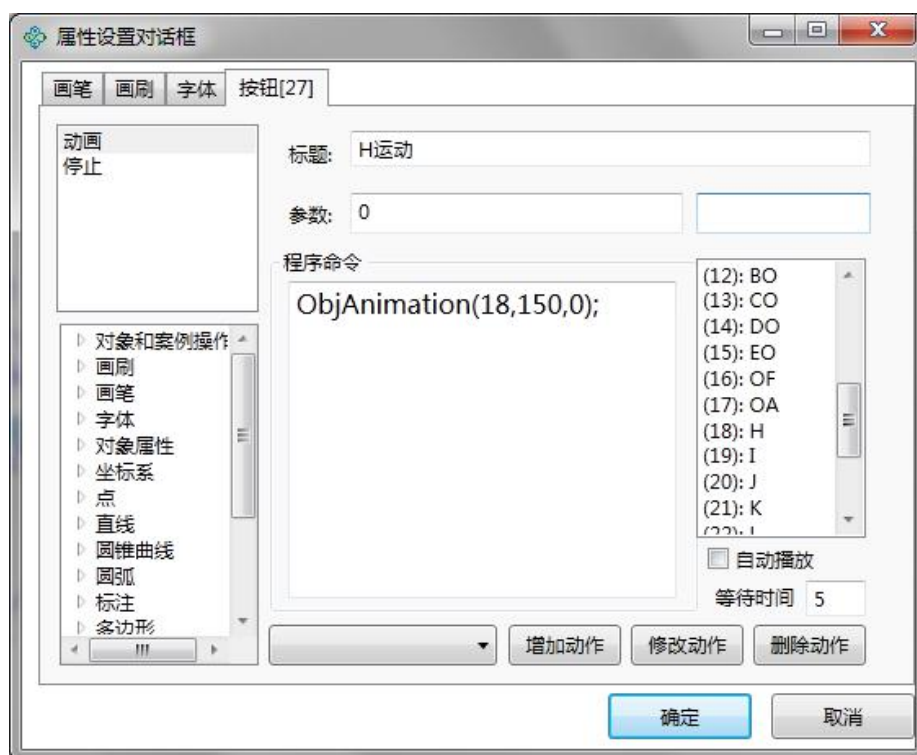 属性设置对话框
画笔 画刷 字体 按钮[27]
动画
停止
标题: H运动
参数: 0
程序命令
ObjAnimation(18,150,0);
对象和案例操作
画刷
画笔
字体
对象属性
坐标系
点
直线
圆锥曲线
圆弧
标注
多边形
(12): BO
(13): CO
(14): DO
(15): EO
(16): OF
(17): OA
(18): H
(19): I
(20): J
(21): K
自动播放
等待时间 5
增加动作 修改动作 删除动作
确定 取消